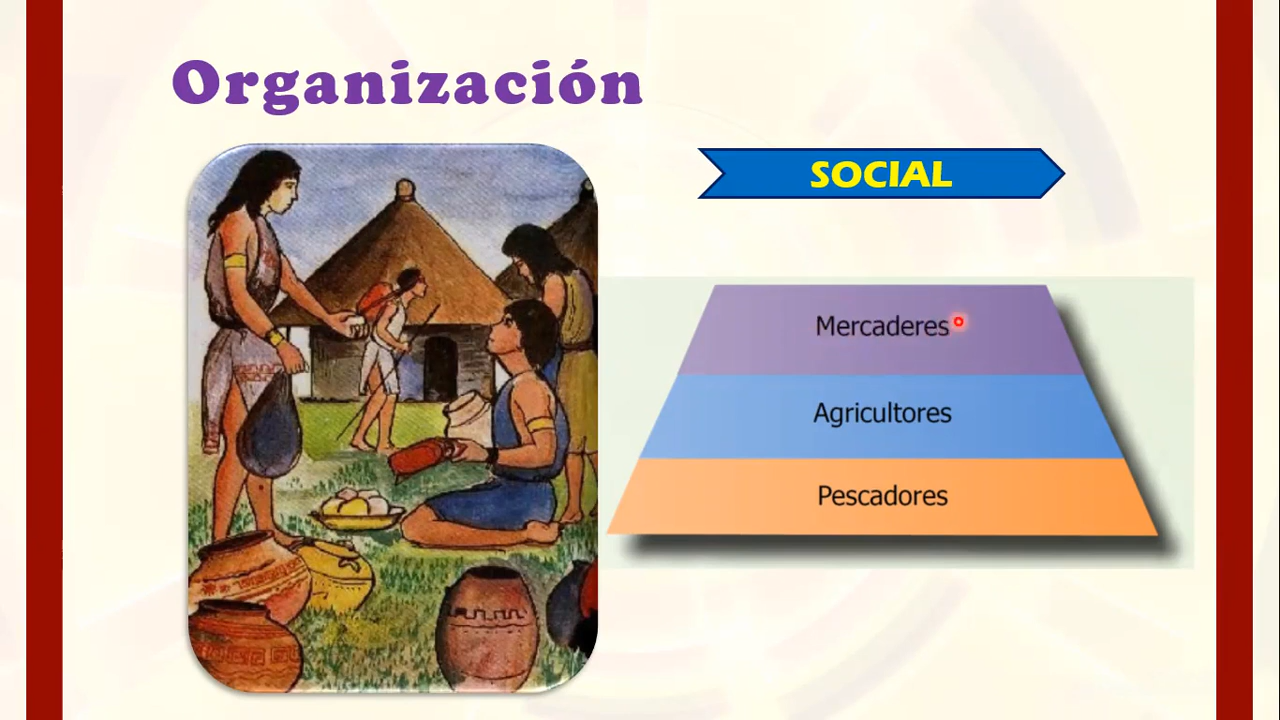 Organización
SOCIAL
Mercaderes
Agricultores
Pescadores